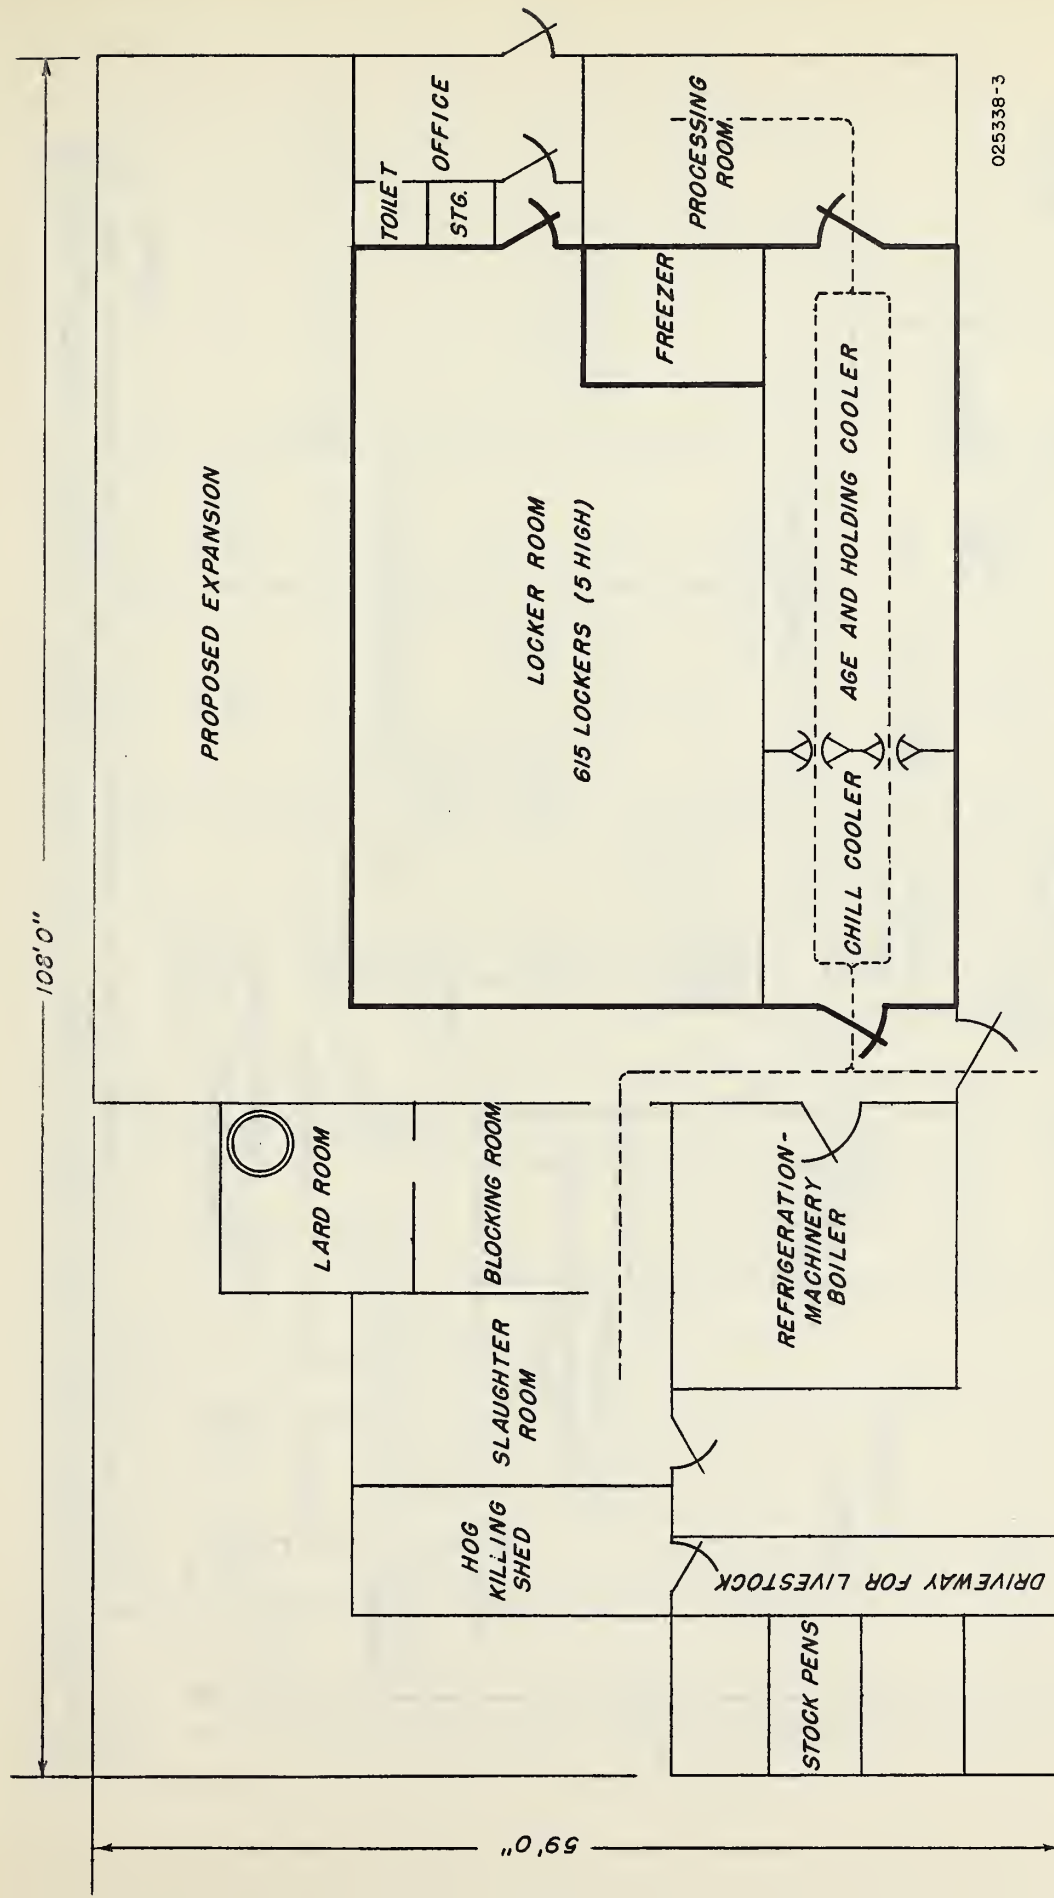 108'0"
59'0"
PROPOSED EXPANSION
OFFICE
TOILET
STG.
PROCESSING
ROOM
FREEZER
LOCKER ROOM
615 LOCKERS (5 HIGH)
AGE AND HOLDING COOLER
CHILL COOLER
LARD ROOM
BLOCKING ROOM
REFRIGERATION-
MACHINERY
BOILER
SLAUGHTER
ROOM
HOG
KILLING
SHED
DRIVEWAY FOR LIVESTOCK
STOCK PENS
025338-3